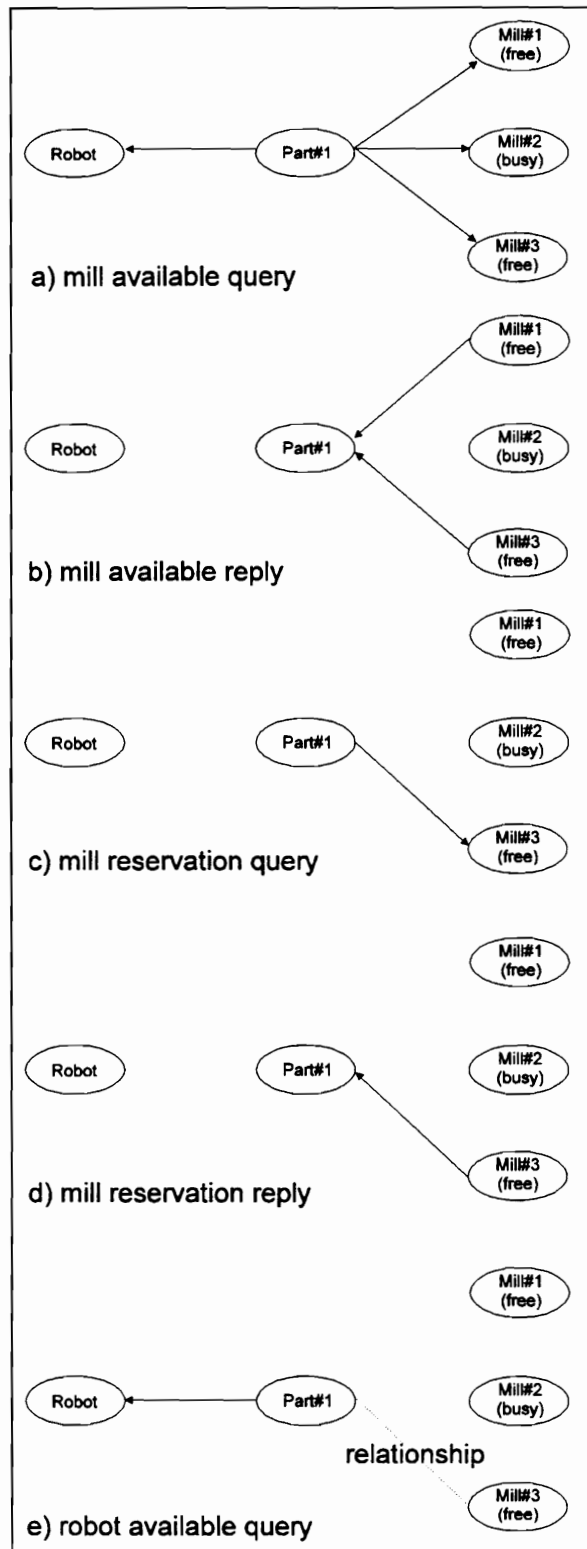 Mill#1
(free)
Robot
Part#1
Mill#2
(busy)
Mill#3
(free)
a) mill available query
Mill#1
(free)
Robot
Part#1
Mill#2
(busy)
Mill#3
(free)
b) mill available reply
Mill#1
(free)
Robot
Part#1
Mill#2
(busy)
Mill#3
(free)
c) mill reservation query
Mill#1
(free)
Robot
Part#1
Mill#2
(busy)
Mill#3
(free)
d) mill reservation reply
Mill#1
(free)
Robot
Part#1
Mill#2
(busy)
relationship
Mill#3
(free)
e) robot available query